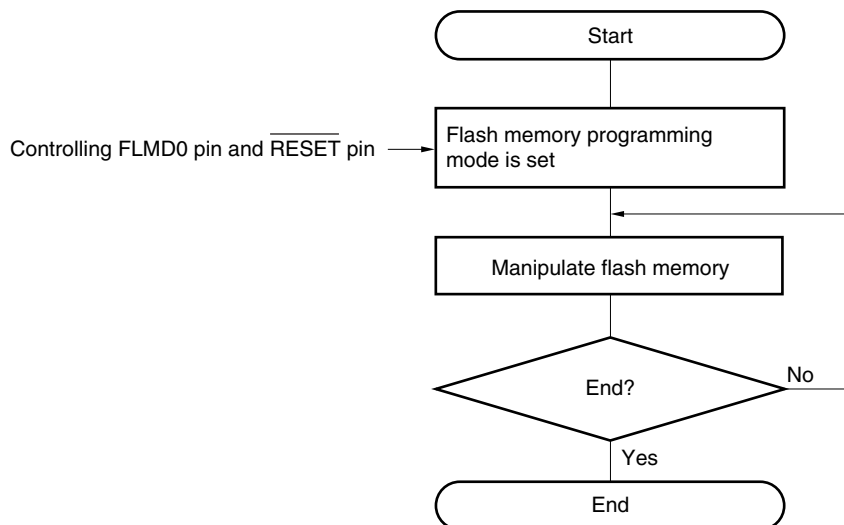 Start
Controlling FLMD0 pin and RESET pin
Flash memory programming
mode is set
Manipulate flash memory
End?
No
Yes
End